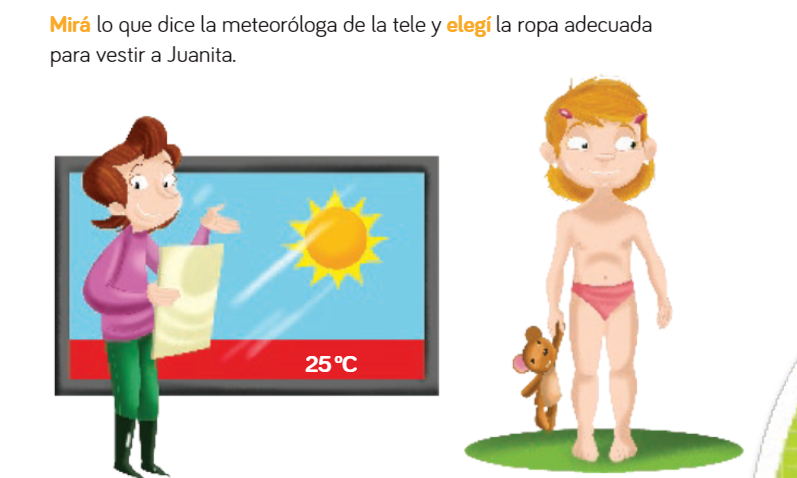 Mirá lo que dice la meteoróloga de la tele y elegí la ropa adecuada
para vestir a Juanita.
25 ºC